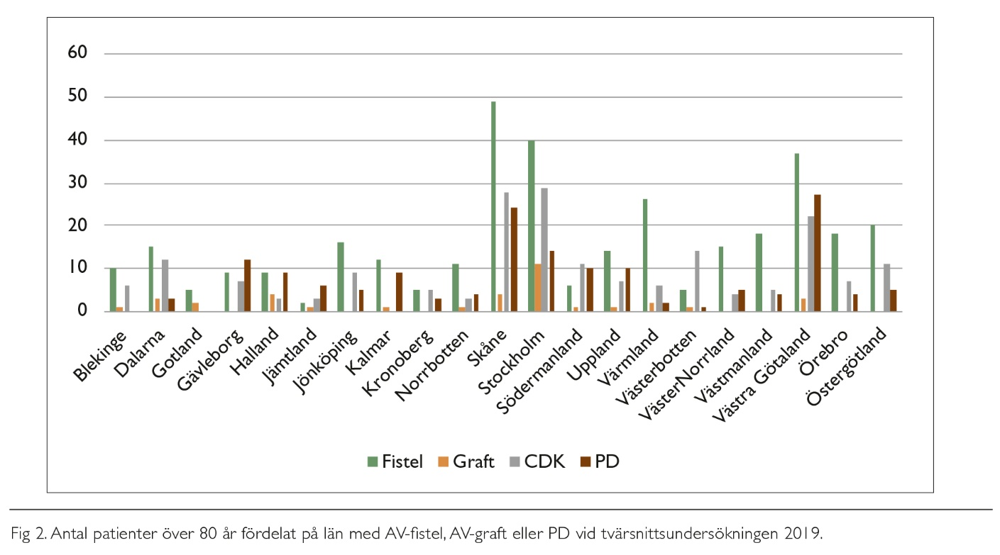 60
50
40
30
20
10
0
Blekinge
Dalarna
Gotland
Gävleborg
Halland
Jämtland
Jönköping
Kalmar
Kronoberg
Norrbotten
Skåne
Stockholm
Södermanland
Uppland
Värmland
Västerbotten
VästerNorrland
Västmanland
Västra Götaland
Örebro
Östergötland
Fistel Graft CDK PD
Fig 2. Antal patienter över 80 år fördelat på län med AV-fistel, AV-graft eller PD vid tvärsnittsundersökningen 2019.